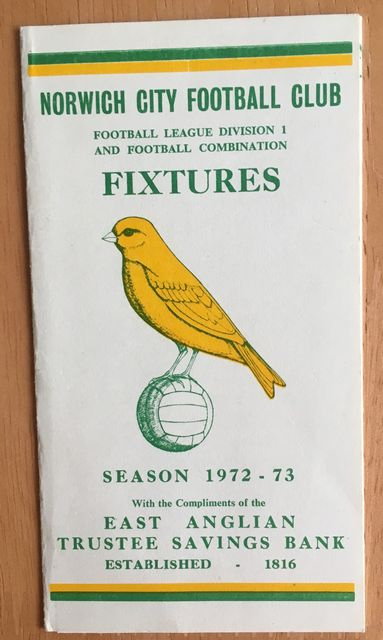 NORWICH CITY FOOTBALL CLUB
FOOTBALL LEAGUE DIVISION 1
AND FOOTBALL COMBINATION
FIXTURES
SEASON 1972 - 73
With the Compliments of the
EAST ANGLIAN
TRUSTEE SAVINGS BANK
ESTABLISHED - 1816